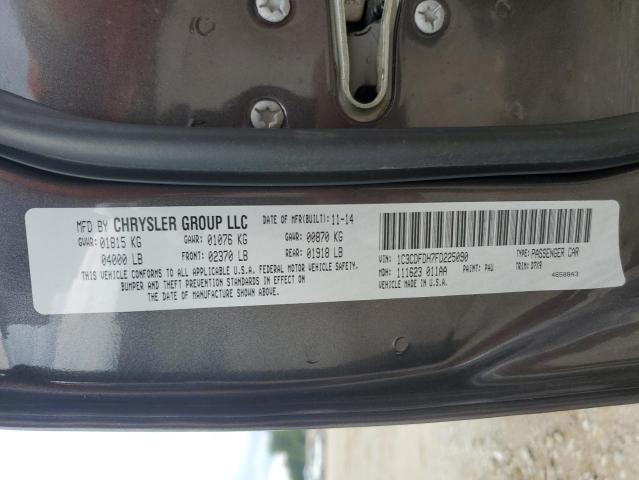 MFD BY CHRYSLER GROUP LLC DATE OF MFR(BUILT): 11-14
GVWR: 01815 KG GAWR: 01076 KG GAWR: 00870 KG
04000 LB FRONT: 02370 LB REAR: 01918 LB
THIS VEHICLE CONFORMS TO ALL APPLICABLE U.S.A. FEDERAL MOTOR VEHICLE SAFETY,
BUMPER AND THEFT PREVENTION STANDARDS IN EFFECT ON
THE DATE OF MANUFACTURE SHOWN ABOVE.
VIN: 1C3CDFDH7FD225090 TYPE: PASSENGER CAR
MDH: 111623 011AA PAINT: PAU TRIM: D7X9
VEHICLE MADE IN U.S.A. 4658843